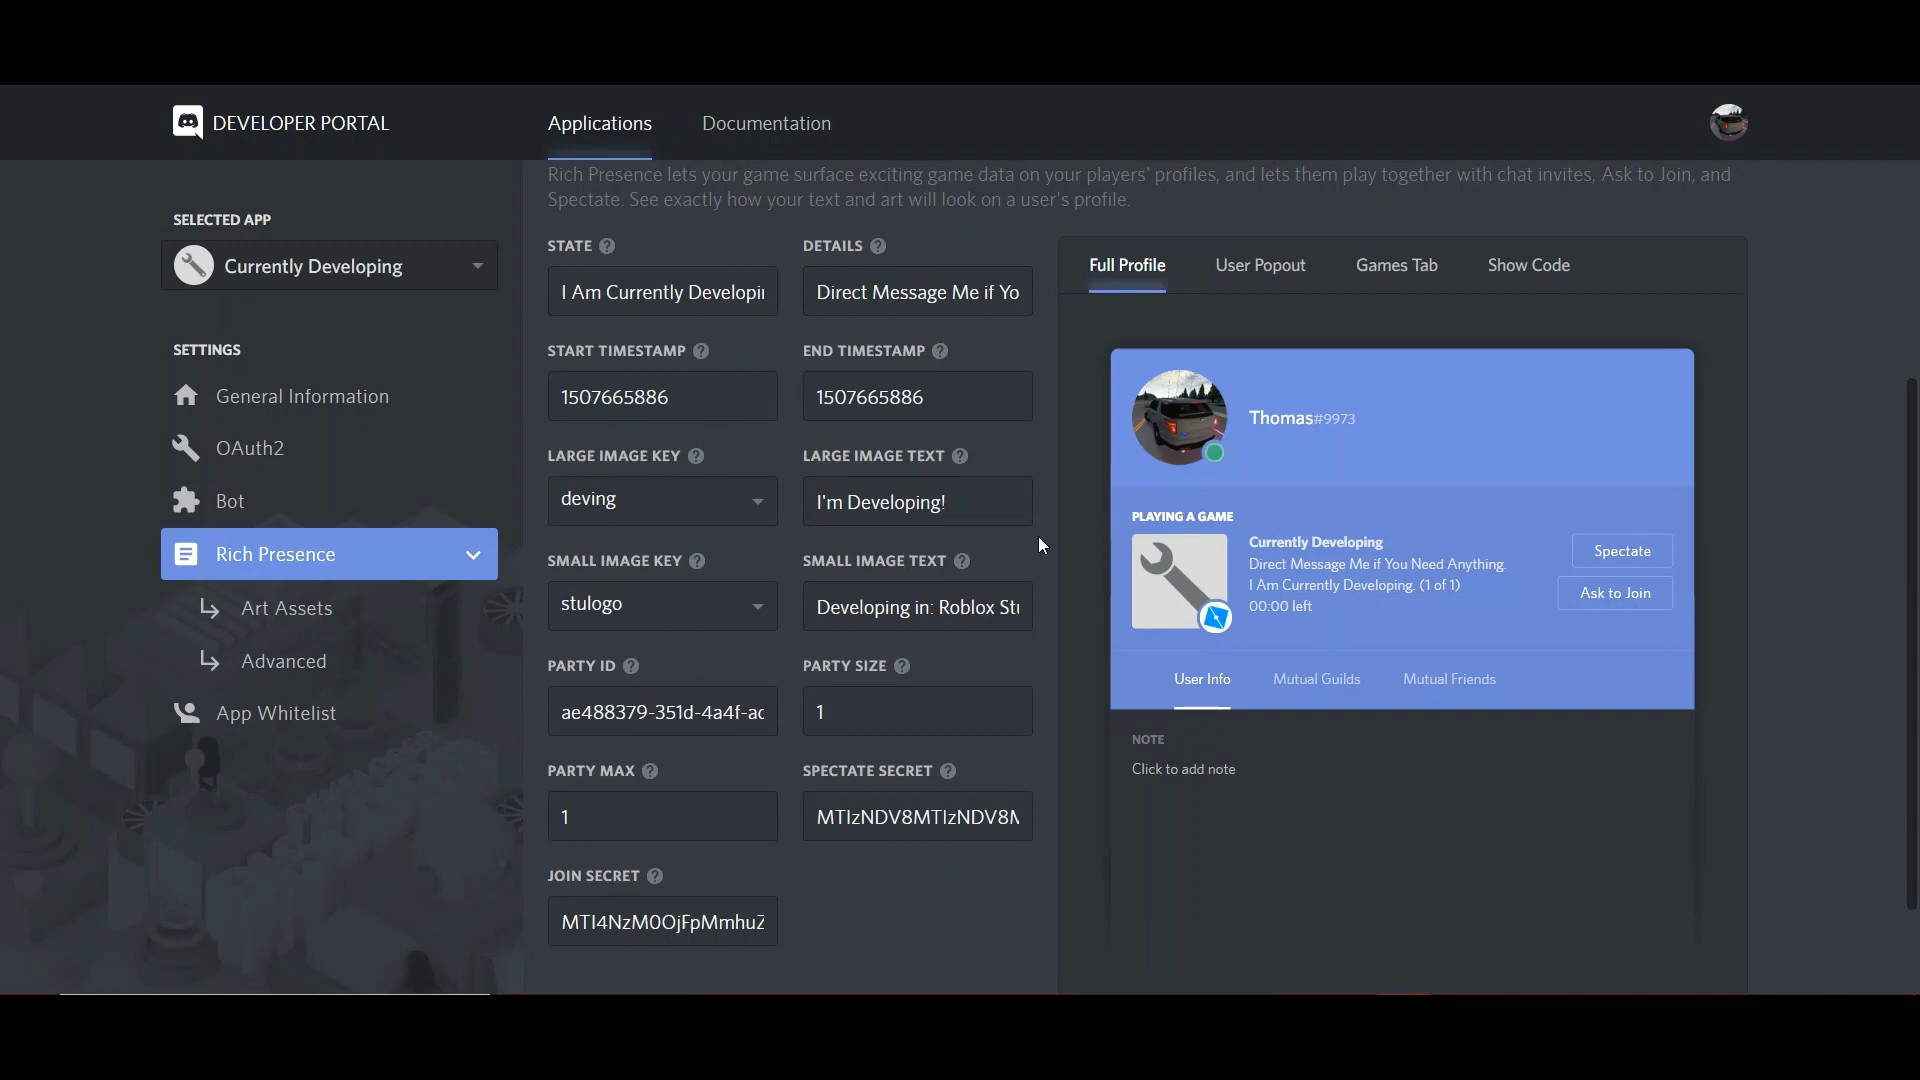 DEVELOPER PORTAL
Applications
Documentation
SELECTED APP
Currently Developing
SETTINGS
General Information
OAuth2
Bot
Rich Presence
Art Assets
Advanced
App Whitelist
Rich Presence lets your game surface exciting game data on your players' profiles, and lets them play together with chat invites, Ask to Join, and
Spectate. See exactly how your text and art will look on a user's profile.
STATE ?
DETAILS ?
I Am Currently Developi
Direct Message Me if Yo
START TIMESTAMP ?
END TIMESTAMP ?
1507665886
1507665886
LARGE IMAGE KEY ?
LARGE IMAGE TEXT ?
deving
I'm Developing!
SMALL IMAGE KEY ?
SMALL IMAGE TEXT ?
stulogo
Developing in: Roblox Stu
PARTY ID ?
PARTY SIZE ?
ae488379-351d-4a4f-ad
1
PARTY MAX ?
SPECTATE SECRET ?
1
MTIzNDV8MTIzNDV8M
JOIN SECRET ?
MTI4NzM0OjFpMmhuZ
Full Profile
User Popout
Games Tab
Show Code
Thomas#9973
PLAYING A GAME
Currently Developing
Direct Message Me if You Need Anything.
I Am Currently Developing. (1 of 1)
00:00 left
Spectate
Ask to Join
User Info
Mutual Guilds
Mutual Friends
NOTE
Click to add note